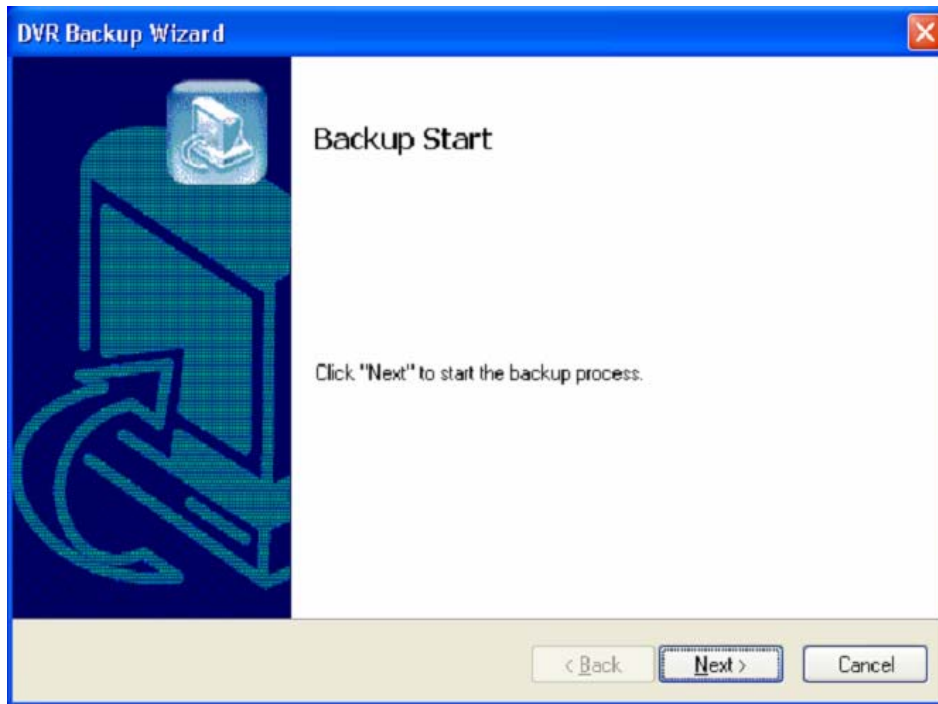 DVR Backup Wizard
Backup Start
Click "Next" to start the backup process.
< Back
Next >
Cancel